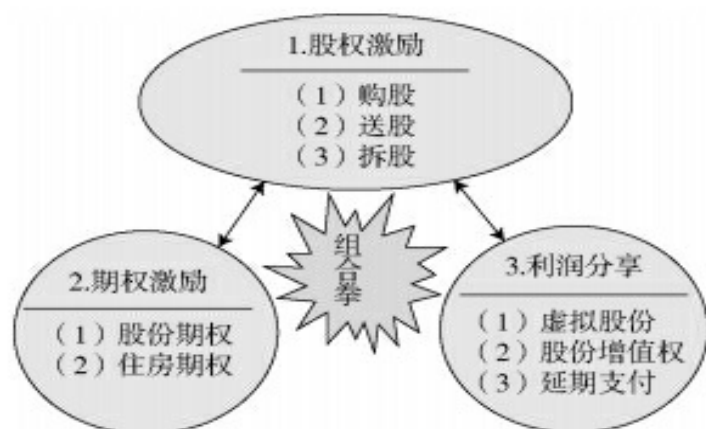 1.股权激励
（1）购股
（2）送股
（3）拆股
组合拳
2.期权激励
（1）股份期权
（2）住房期权
3.利润分享
（1）虚拟股份
（2）股份增值权
（3）延期支付